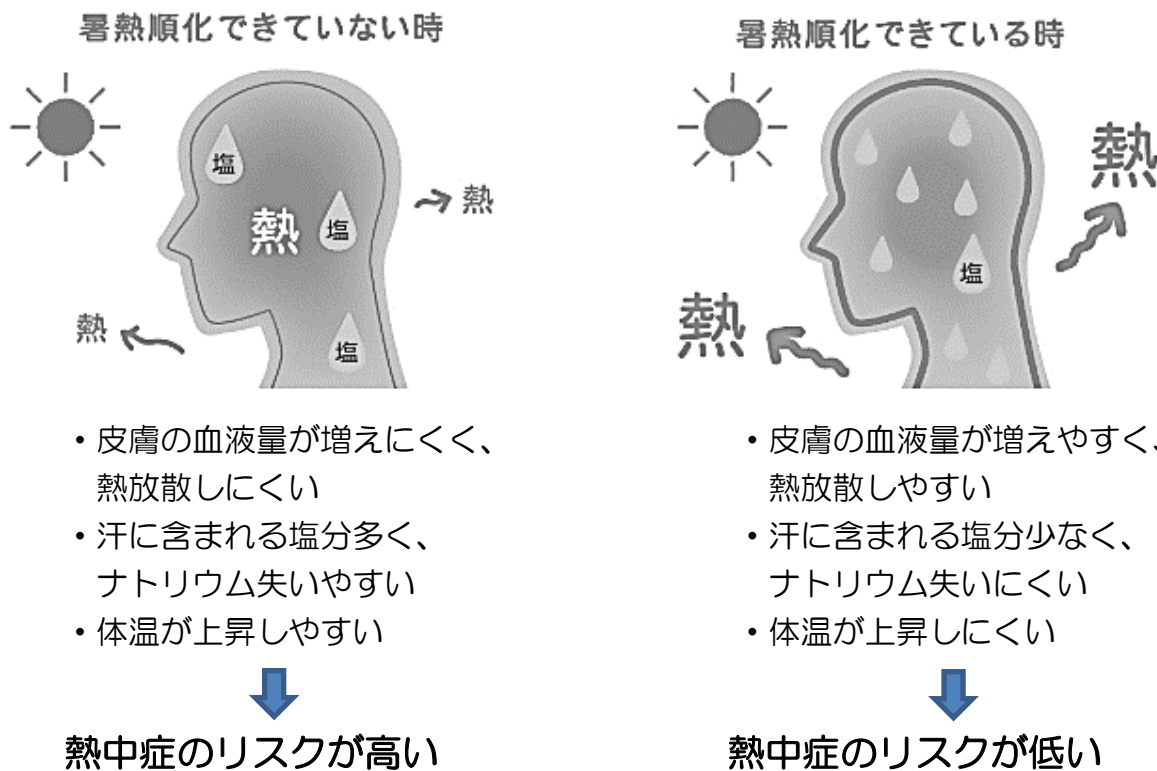 暑熱順化できていない時
塩
熱
塩
熱
熱
塩
・皮膚の血液量が増えにくく、
熱放散しにくい
・汗に含まれる塩分多く、
ナトリウム失いやすい
・体温が上昇しやすい
熱中症のリスクが高い
暑熱順化できている時
熱
塩
熱
・皮膚の血液量が増えやすく、
熱放散しやすい
・汗に含まれる塩分少なく、
ナトリウム失いにくい
・体温が上昇しにくい
熱中症のリスクが低い